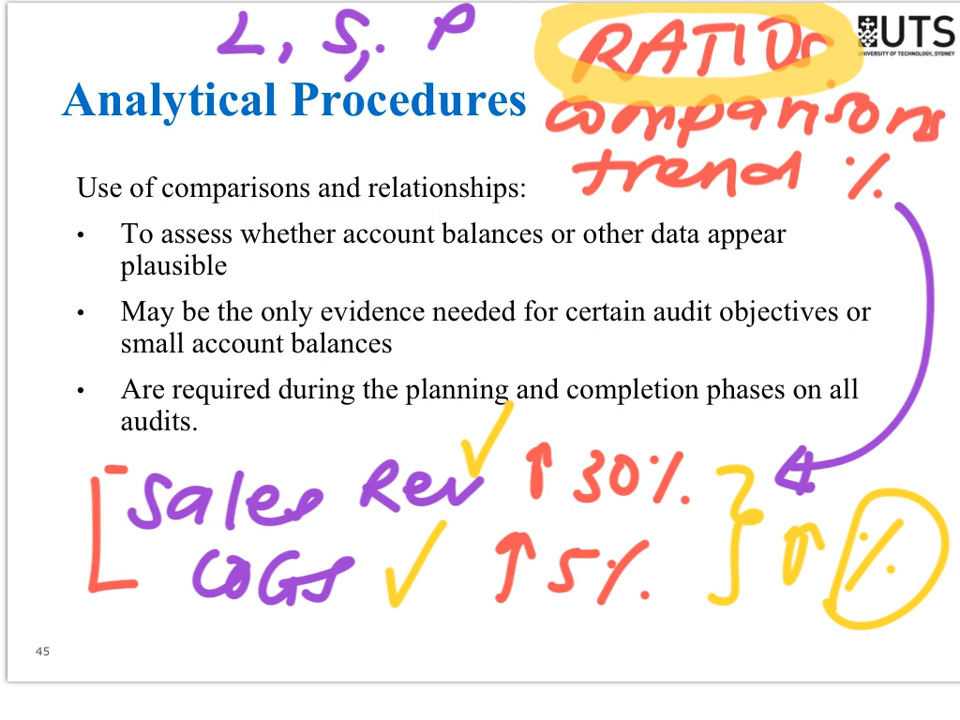 L, S, P
RATIOs
UTS
UNIVERSITY OF TECHNOLOGY, SYDNEY
Analytical Procedures
comparisons
trend %
Use of comparisons and relationships:
• To assess whether account balances or other data appear
plausible
• May be the only evidence needed for certain audit objectives or
small account balances
• Are required during the planning and completion phases on all
audits.
Sales Rev ✓ ↑ 30%.
COGS ✓ ↑ 5%. } ↑ %
45